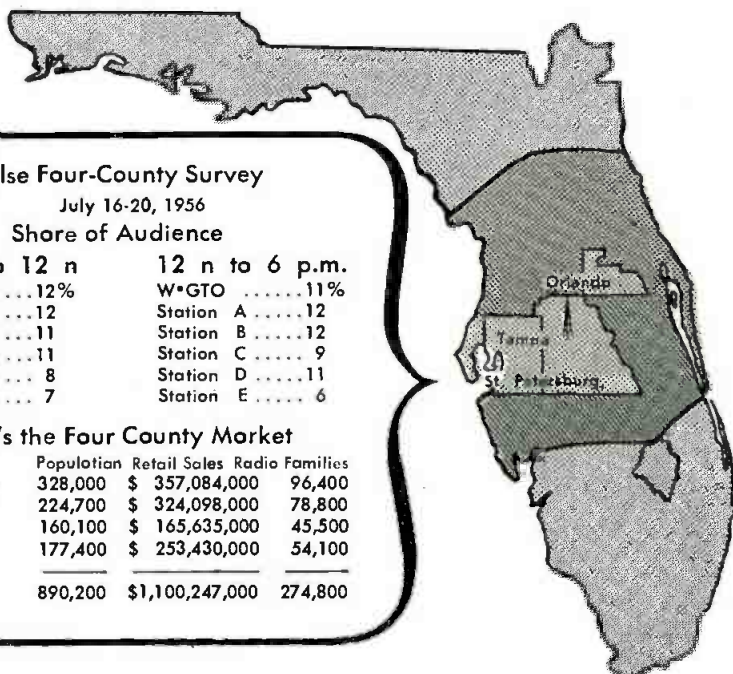 lse Four-County Survey
July 16-20, 1956
Share of Audience
12 n 12 n to 6 p.m.
...12% W•GTO ......11%
....12 Station A .....12
....11 Station B .....12
....11 Station C ..... 9
.... 8 Station D .....11
.... 7 Station E ..... 6
's the Four County Market
Population Retail Sales Radio Families
328,000 $ 357,084,000 96,400
224,700 $ 324,098,000 78,800
160,100 $ 165,635,000 45,500
177,400 $ 253,430,000 54,100
890,200 $1,100,247,000 274,800
Orlando
Tampa
St. Petersburg